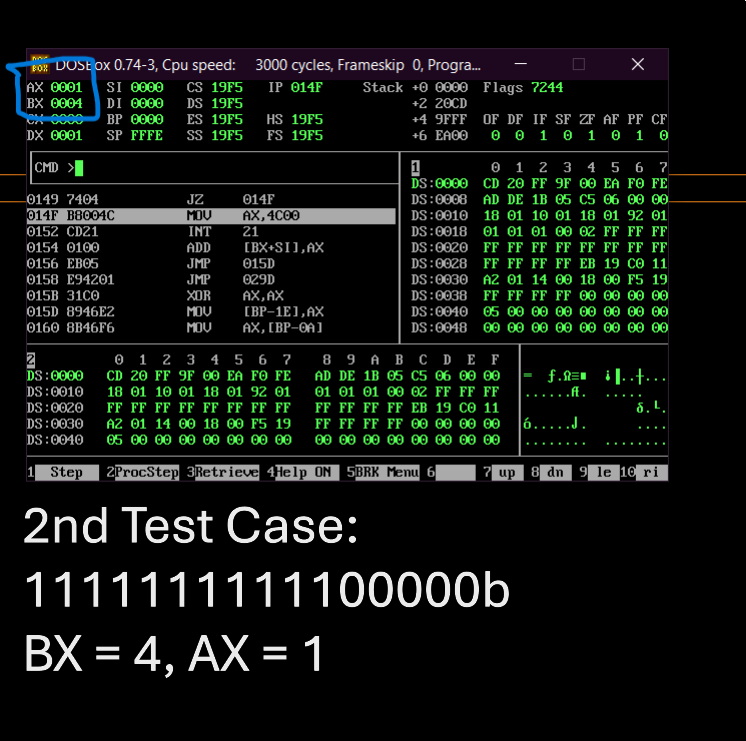 DOSBox 0.74-3, Cpu speed: 3000 cycles, Frameskip 0, Progra...
AX 0001 SI 0000 CS 19F5 IP 014F Stack +0 0000 Flags 7244
BX 0004 DI 0000 DS 19F5 +2 20CD
CX 0000 BP 0000 ES 19F5 HS 19F5 +4 9FFF OF DF IF SF ZF AF PF CF
DX 0001 SP FFFE SS 19F5 FS 19F5 +6 EA00 0 0 1 0 1 0 1 0
CMD >
1 0 1 2 3 4 5 6 7
DS:0000 CD 20 FF 9F 00 EA F0 FE
0149 7404 JZ 014F DS:0008 AD DE 1B 05 C5 06 00 00
014F B8004C MOV AX,4C00 DS:0010 18 01 10 01 18 01 92 01
0152 CD21 INT 21 DS:0018 01 01 01 00 02 FF FF FF
0154 0100 ADD [BX+SI],AX DS:0020 FF FF FF FF FF FF FF FF
0156 EB05 JMP 015D DS:0028 FF FF FF FF EB 19 C0 11
0158 E94201 JMP 029D DS:0030 A2 01 14 00 18 00 F5 19
015B 31C0 XOR AX,AX DS:0038 FF FF FF FF 00 00 00 00
015D 8946E2 MOV [BP-1E],AX DS:0040 05 00 00 00 00 00 00 00
0160 8B46F6 MOV AX,[BP-0A] DS:0048 00 00 00 00 00 00 00 00
2 0 1 2 3 4 5 6 7 8 9 A B C D E F
DS:0000 CD 20 FF 9F 00 EA F0 FE AD DE 1B 05 C5 06 00 00
DS:0010 18 01 10 01 18 01 92 01 01 01 01 00 02 FF FF FF
DS:0020 FF FF FF FF FF FF FF FF FF FF FF FF EB 19 C0 11
DS:0030 A2 01 14 00 18 00 F5 19 FF FF FF FF 00 00 00 00
DS:0040 05 00 00 00 00 00 00 00 00 00 00 00 00 00 00 00
1 Step 2ProcStep 3Retrieve 4Help ON 5BRK Menu 6 7 up 8 dn 9 le 10 ri
2nd Test Case:
1111111111100000b
BX = 4, AX = 1